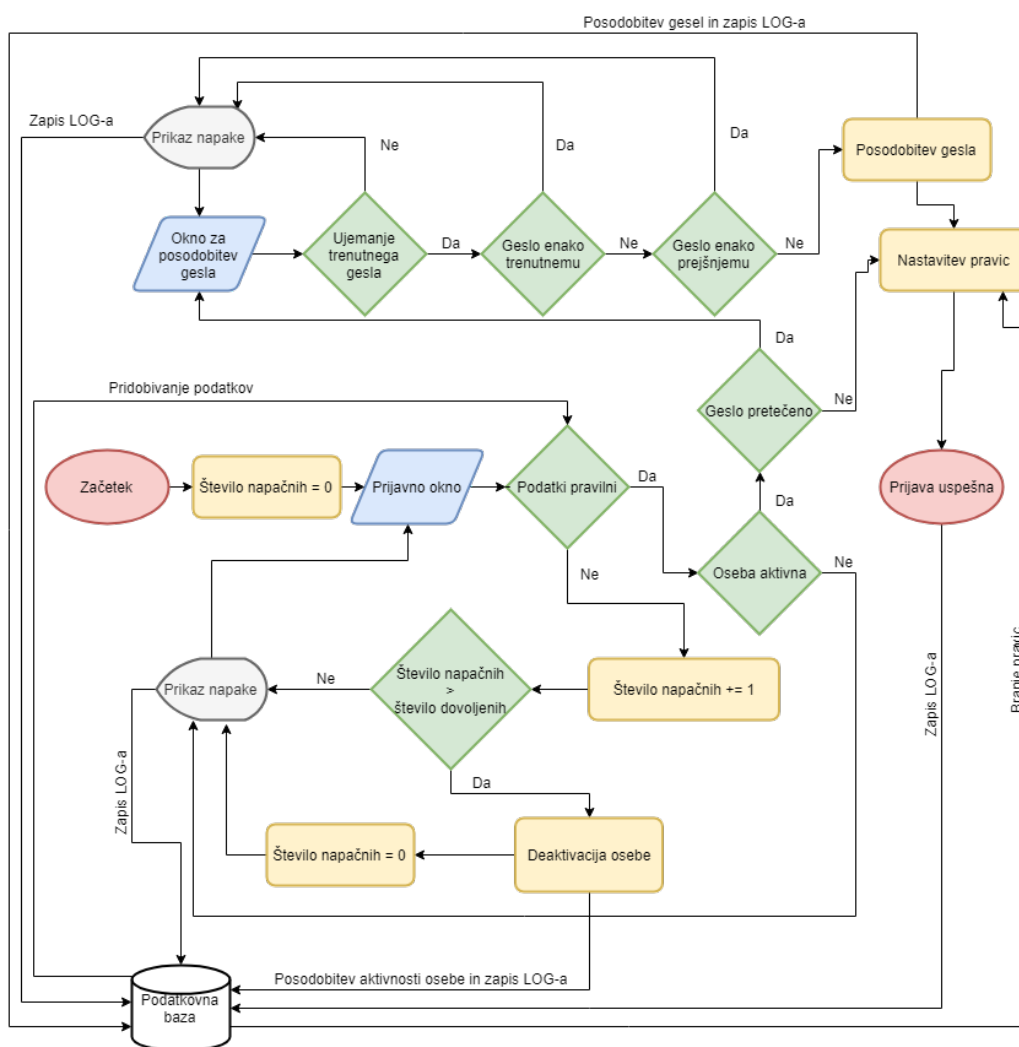 Posodobitev gesel in zapis LOG-a
Zapis LOG-a
Prikaz napake
Ne
Da
Da
Posodobitev gesla
Okno za
posodobitev
gesla
Ujemanje
trenutnega
gesla
Da
Geslo enako
trenutnemu
Ne
Geslo enako
prejšnjemu
Ne
Nastavitev pravic
Da
Geslo pretečeno
Ne
Pridobivanje podatkov
Začetek
Število napačnih = 0
Prijavno okno
Podatki pravilni
Da
Prijava uspešna
Da
Ne
Oseba aktivna
Ne
Število napačnih
>
število dovoljenih
Ne
Prikaz napake
Število napačnih += 1
Zapis LOG-a
Branje pravic
Zapis LOG-a
Da
Število napačnih = 0
Deaktivacija osebe
Posodobitev aktivnosti osebe in zapis LOG-a
Podatkovna
baza